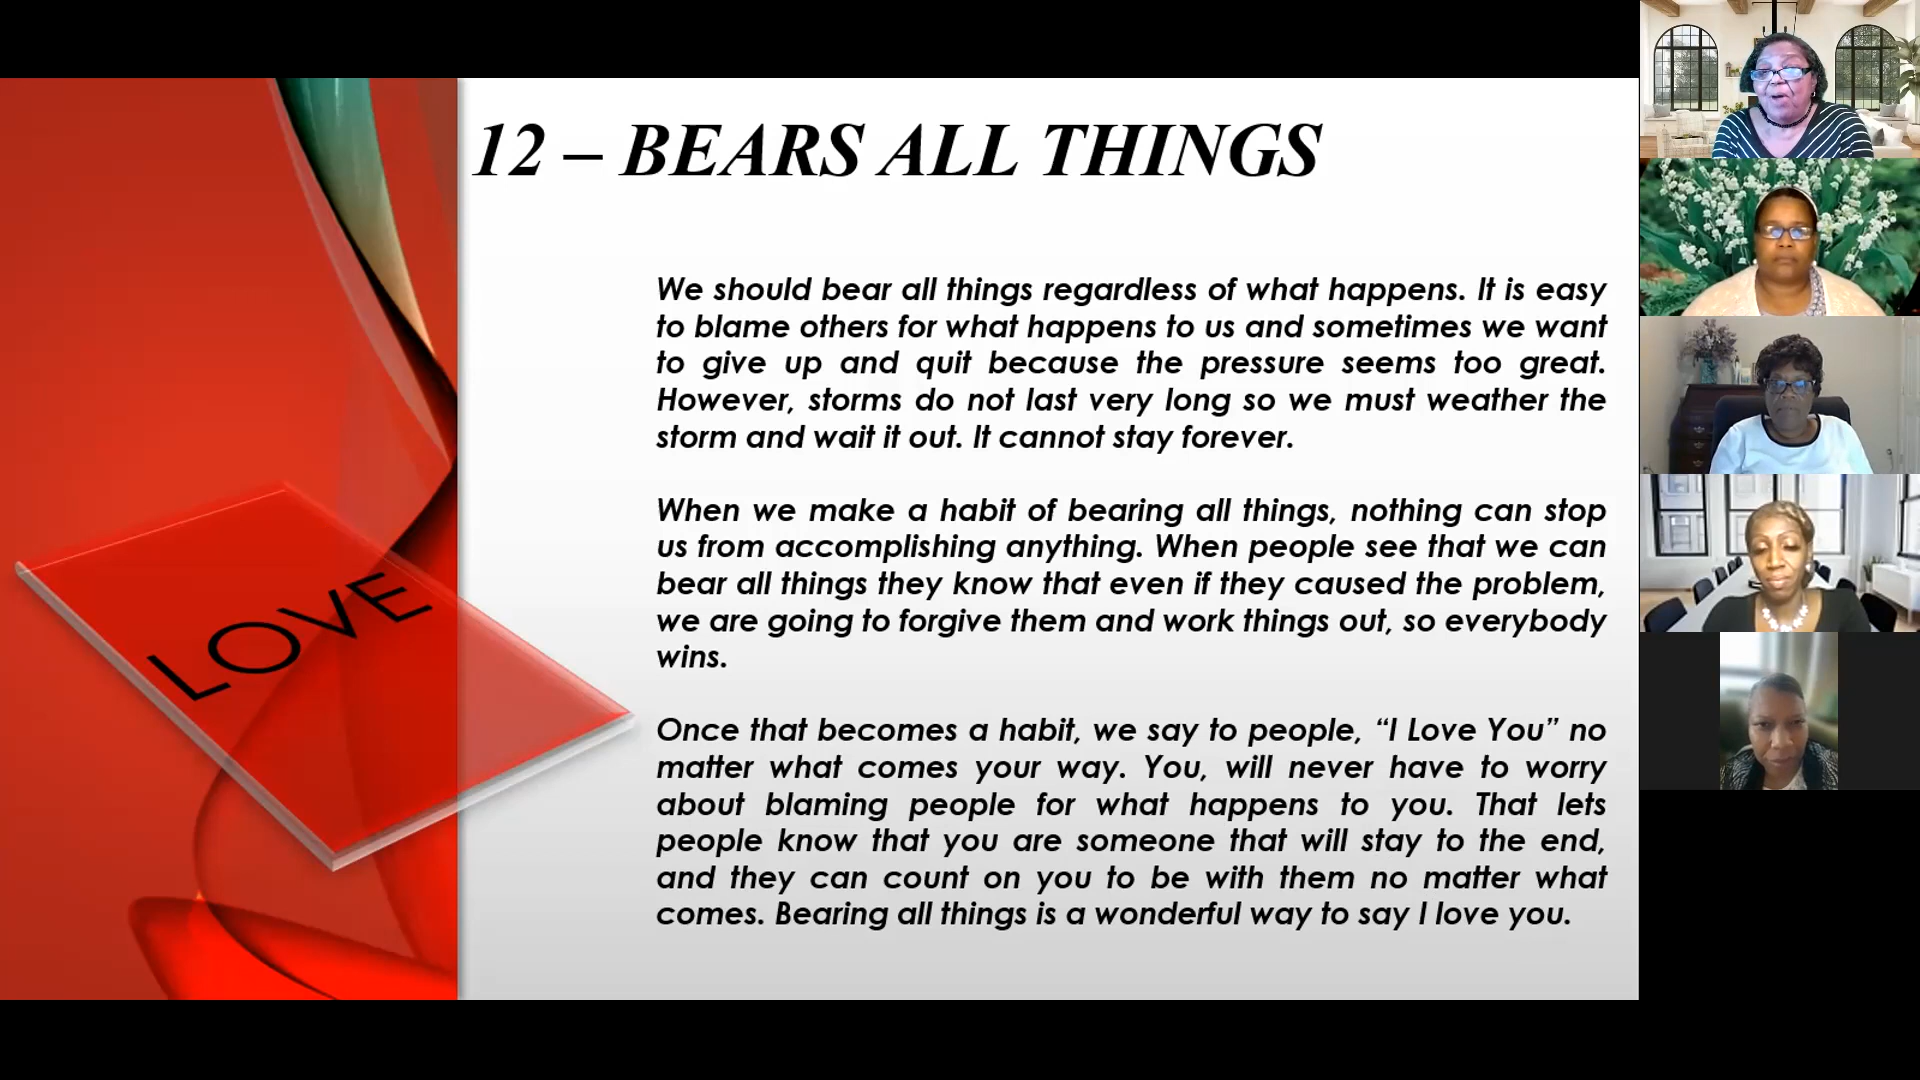 12 – BEARS ALL THINGS
We should bear all things regardless of what happens. It is easy
to blame others for what happens to us and sometimes we want
to give up and quit because the pressure seems too great.
However, storms do not last very long so we must weather the
storm and wait it out. It cannot stay forever.
When we make a habit of bearing all things, nothing can stop
us from accomplishing anything. When people see that we can
bear all things they know that even if they caused the problem,
we are going to forgive them and work things out, so everybody
wins.
Once that becomes a habit, we say to people, “I Love You” no
matter what comes your way. You, will never have to worry
about blaming people for what happens to you. That lets
people know that you are someone that will stay to the end,
and they can count on you to be with them no matter what
comes. Bearing all things is a wonderful way to say I love you.
LOVE